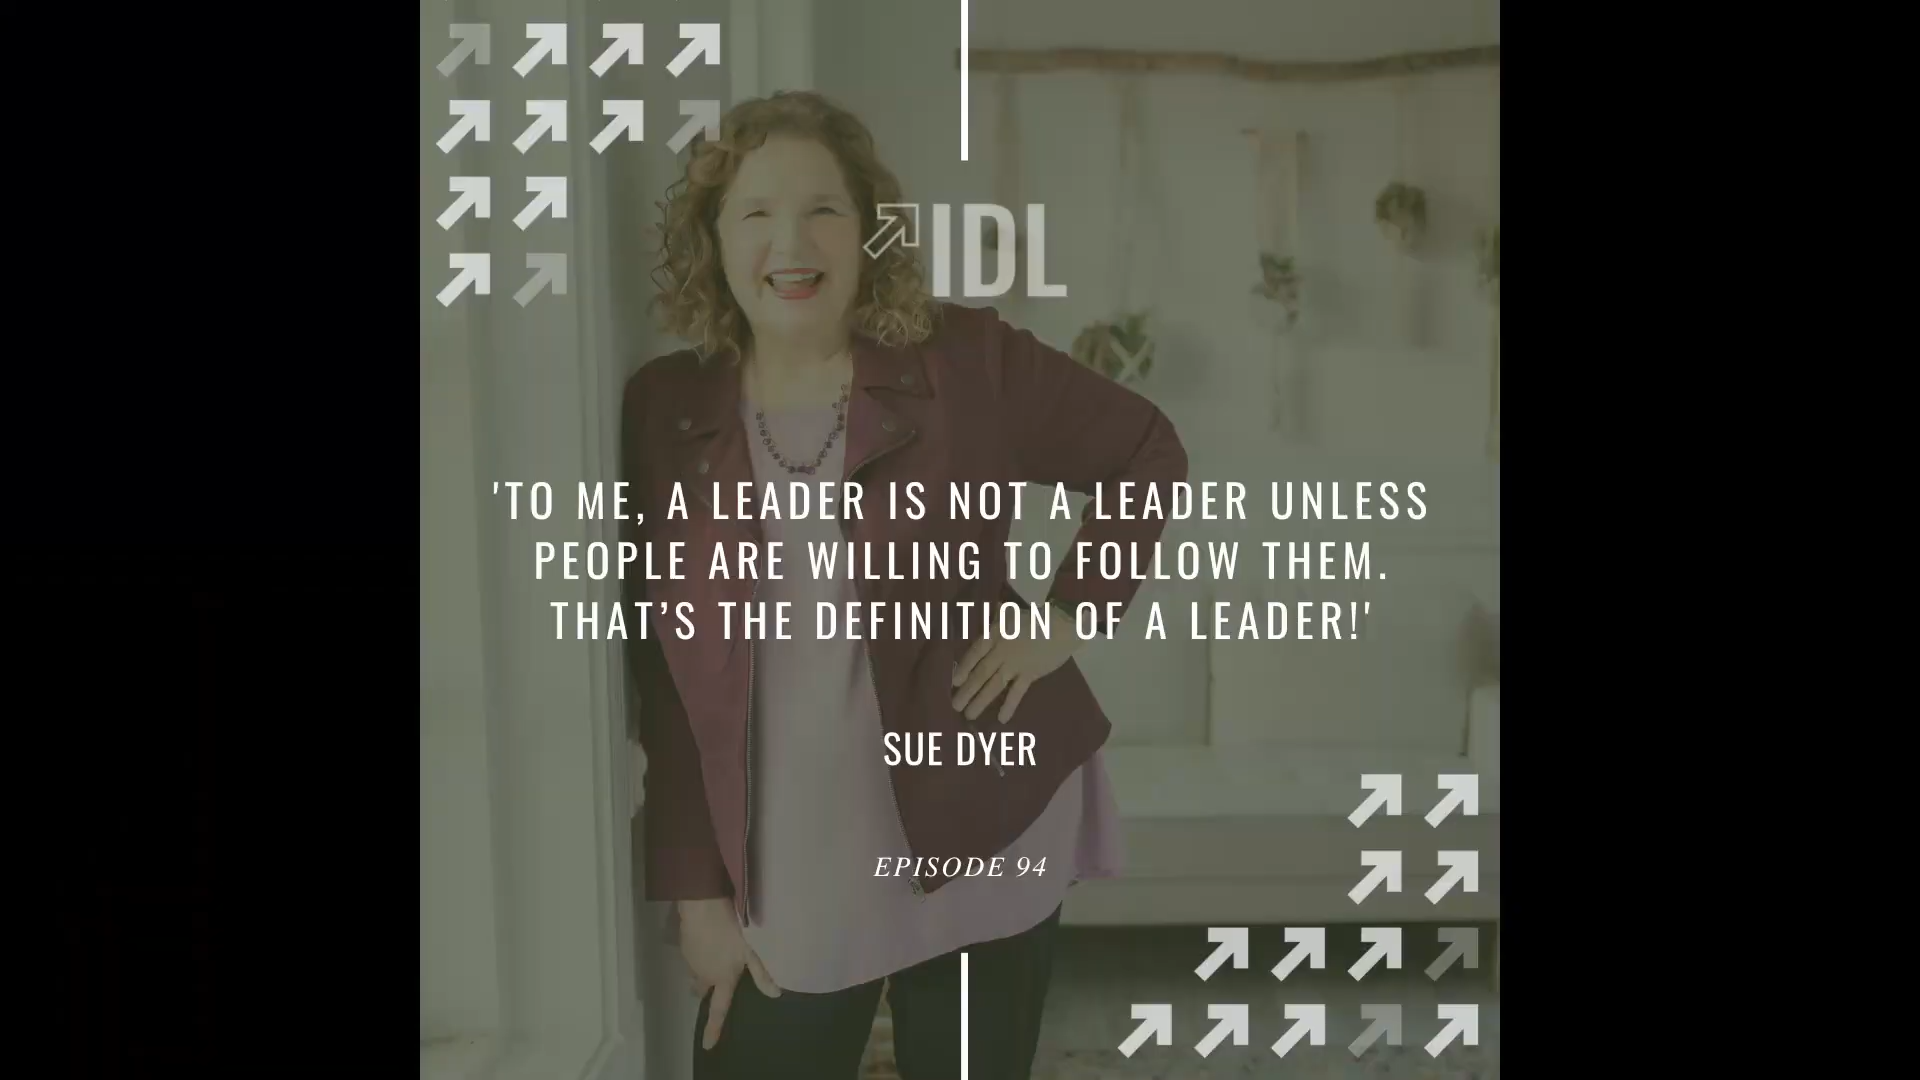 IDL
'TO ME, A LEADER IS NOT A LEADER UNLESS
PEOPLE ARE WILLING TO FOLLOW THEM.
THAT’S THE DEFINITION OF A LEADER!'
SUE DYER
EPISODE 94